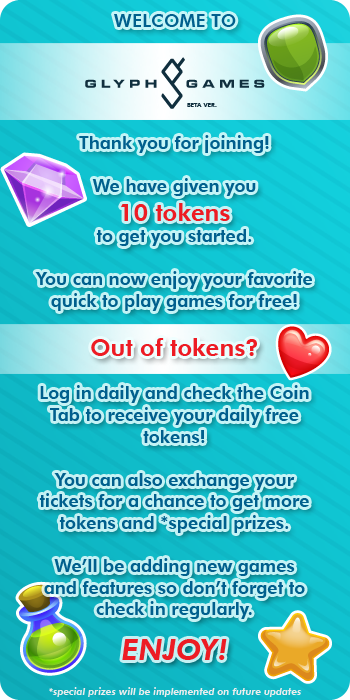 WELCOME TO
GLYPH GAMES
BETA VER.
Thank you for joining!
We have given you
10 tokens
to get you started.
You can now enjoy your favorite
quick to play games for free!
Out of tokens?
Log in daily and check the Coin
Tab to receive your daily free
tokens!
You can also exchange your
tickets for a chance to get more
tokens and *special prizes.
We'll be adding new games
and features so don't forget to
check in regularly.
ENJOY!
*special prizes will be implemented on future updates